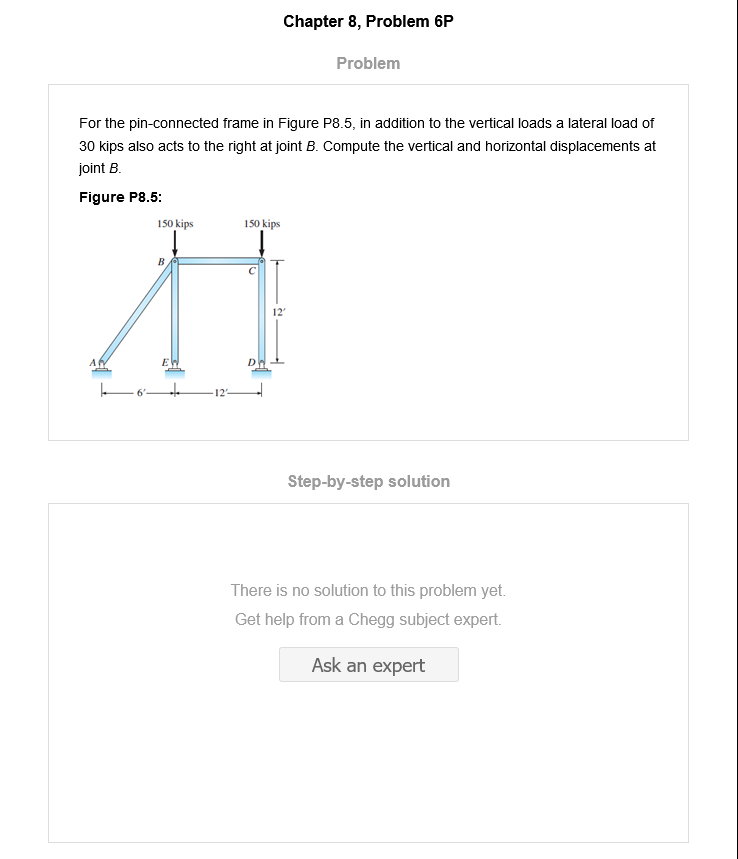 Chapter 8, Problem 6P
Problem
For the pin-connected frame in Figure P8.5, in addition to the vertical loads a lateral load of
30 kips also acts to the right at joint B. Compute the vertical and horizontal displacements at
joint B.
Figure P8.5:
150 kips 150 kips
B
C
12'
A E D
6' 12'
Step-by-step solution
There is no solution to this problem yet.
Get help from a Chegg subject expert.
Ask an expert